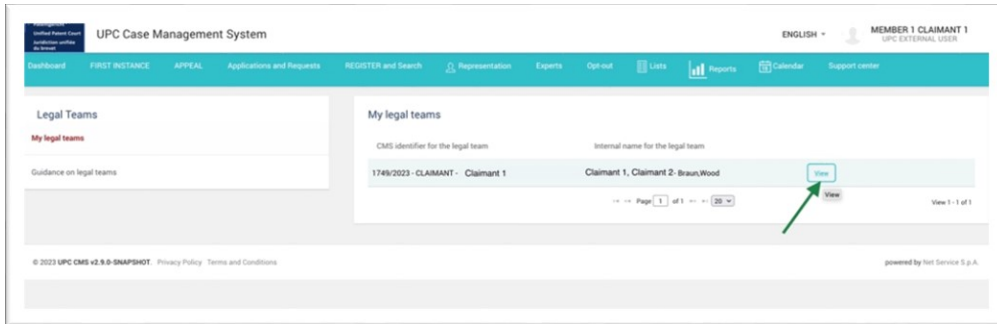 Unified Patent Court
Juridiction unifiée
du brevet
UPC Case Management System
ENGLISH
MEMBER 1 CLAIMANT 1
UPC EXTERNAL USER
Dashboard FIRST INSTANCE APPEAL Applications and Requests REGISTER and Search Representation Experts Opt-out Lists Reports Calendar Support center
Legal Teams
My legal teams
Guidance on legal teams
My legal teams
CMS identifier for the legal team Internal name for the legal team
1749/2023 - CLAIMANT - Claimant 1 Claimant 1, Claimant 2- Braun,Wood View
View
Page 1 of 1 20
View 1 - 1 of 1
© 2023 UPC CMS v2.9.0-SNAPSHOT. Privacy Policy Terms and Conditions
powered by Net Service S.p.A.